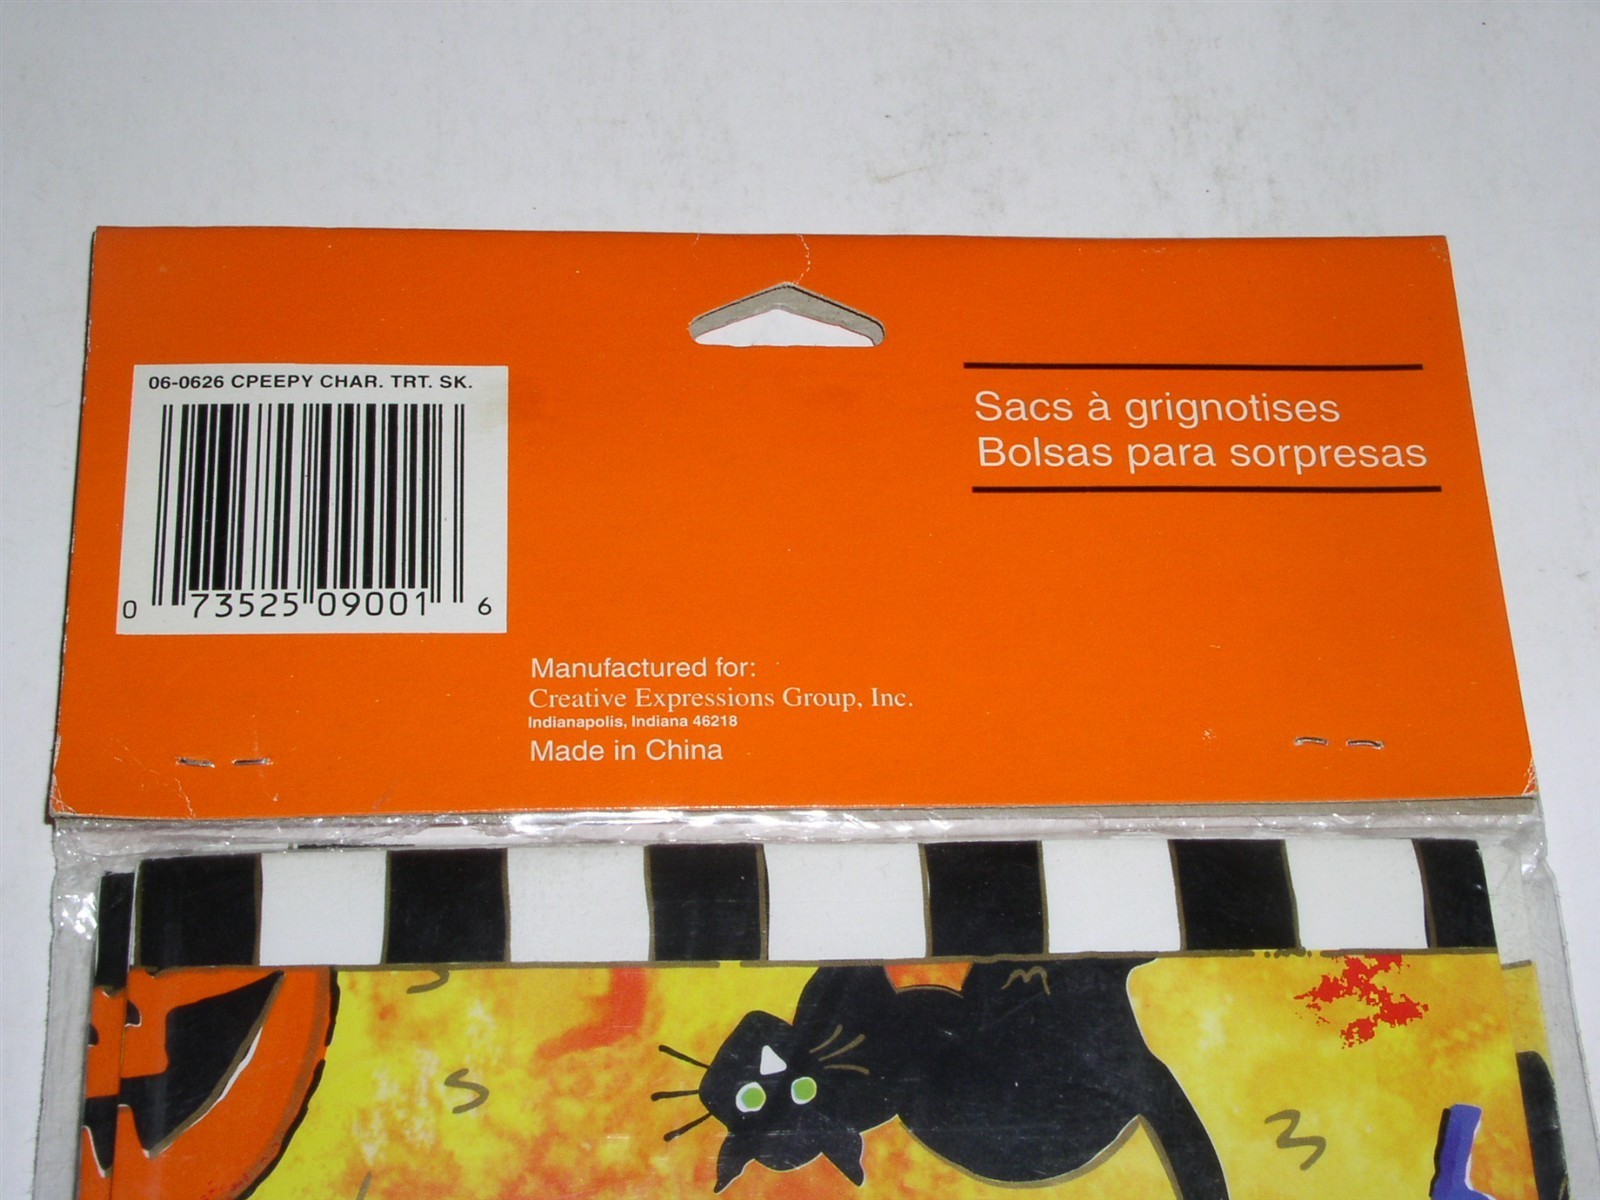 06-0626 CPEEPY CHAR. TRT. SK.
0 73525 09001 6
Sacs à grignotises
Bolsas para sorpresas
Manufactured for:
Creative Expressions Group, Inc.
Indianapolis, Indiana 46218
Made in China